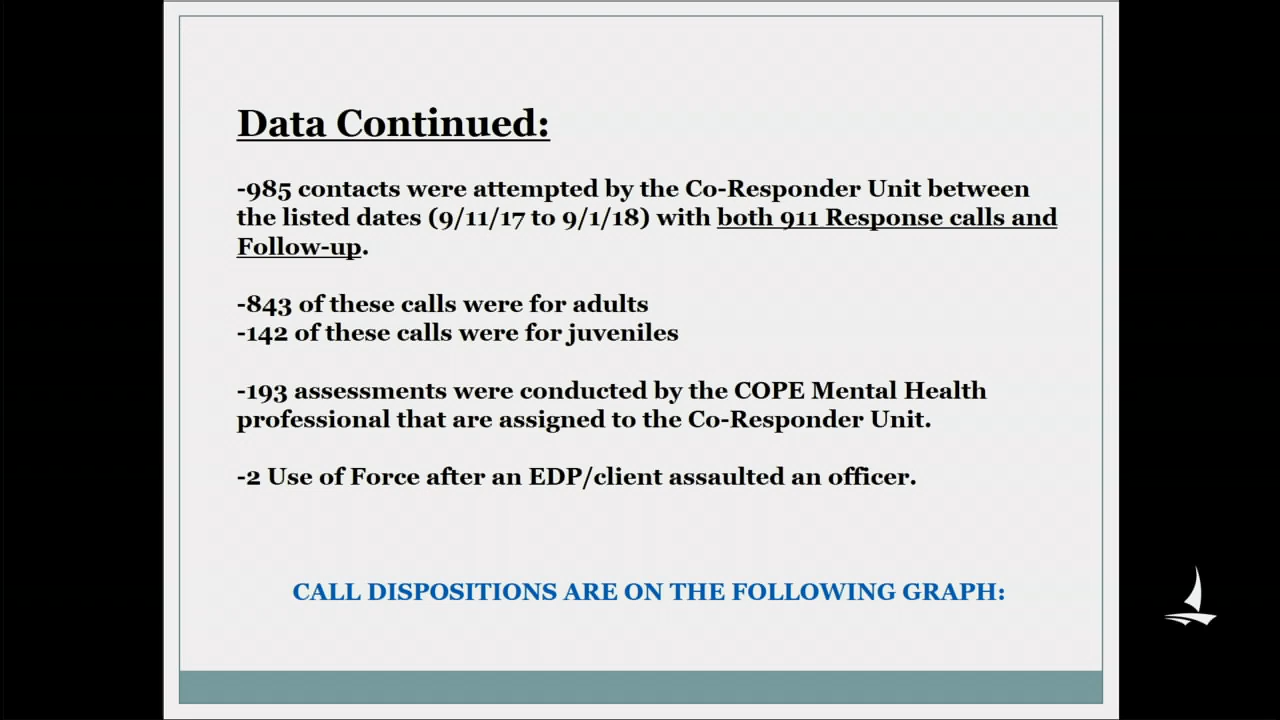 Data Continued:
-985 contacts were attempted by the Co-Responder Unit between
the listed dates (9/11/17 to 9/1/18) with both 911 Response calls and
Follow-up.
-843 of these calls were for adults
-142 of these calls were for juveniles
-193 assessments were conducted by the COPE Mental Health
professional that are assigned to the Co-Responder Unit.
-2 Use of Force after an EDP/client assaulted an officer.
CALL DISPOSITIONS ARE ON THE FOLLOWING GRAPH: